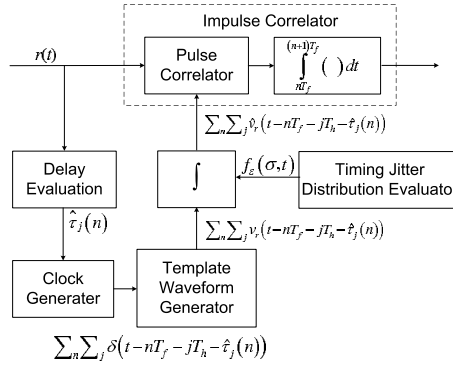 Impulse Correlator
r(t)
Pulse
Correlator
∫_{nT_f}^{(n+1)T_f} ( ) dt
∑_n∑_j v̂_r(t−nT_f−jT_h−τ̂_j(n))
Delay
Evaluation
∫
f_ε(σ,t)
Timing Jitter
Distribution Evaluato
τ̂_j(n)
∑_n∑_j v_r(t−nT_f−jT_h−τ̂_j(n))
Clock
Generater
Template
Waveform
Generator
∑_n∑_j δ(t−nT_f−jT_h−τ̂_j(n))